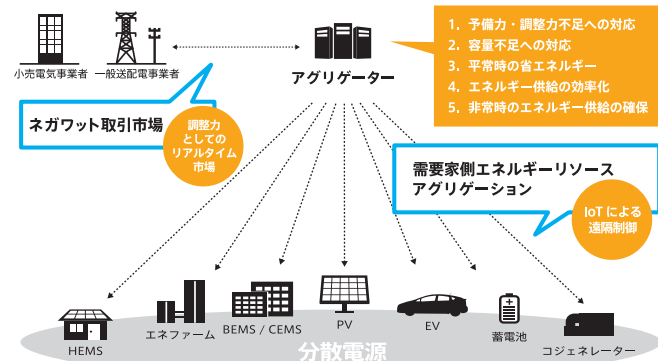 小売電気事業者
一般送配電事業者
アグリゲーター
1. 予備力・調整力不足への対応
2. 容量不足への対応
3. 平常時の省エネルギー
4. エネルギー供給の効率化
5. 非常時のエネルギー供給の確保
ネガワット取引市場
調整力
としての
リアルタイム
市場
需要家側エネルギーリソース
アグリゲーション
IoTによる
遠隔制御
HEMS
エネファーム
BEMS / CEMS
PV
EV
蓄電池
コジェネレーター
分散電源